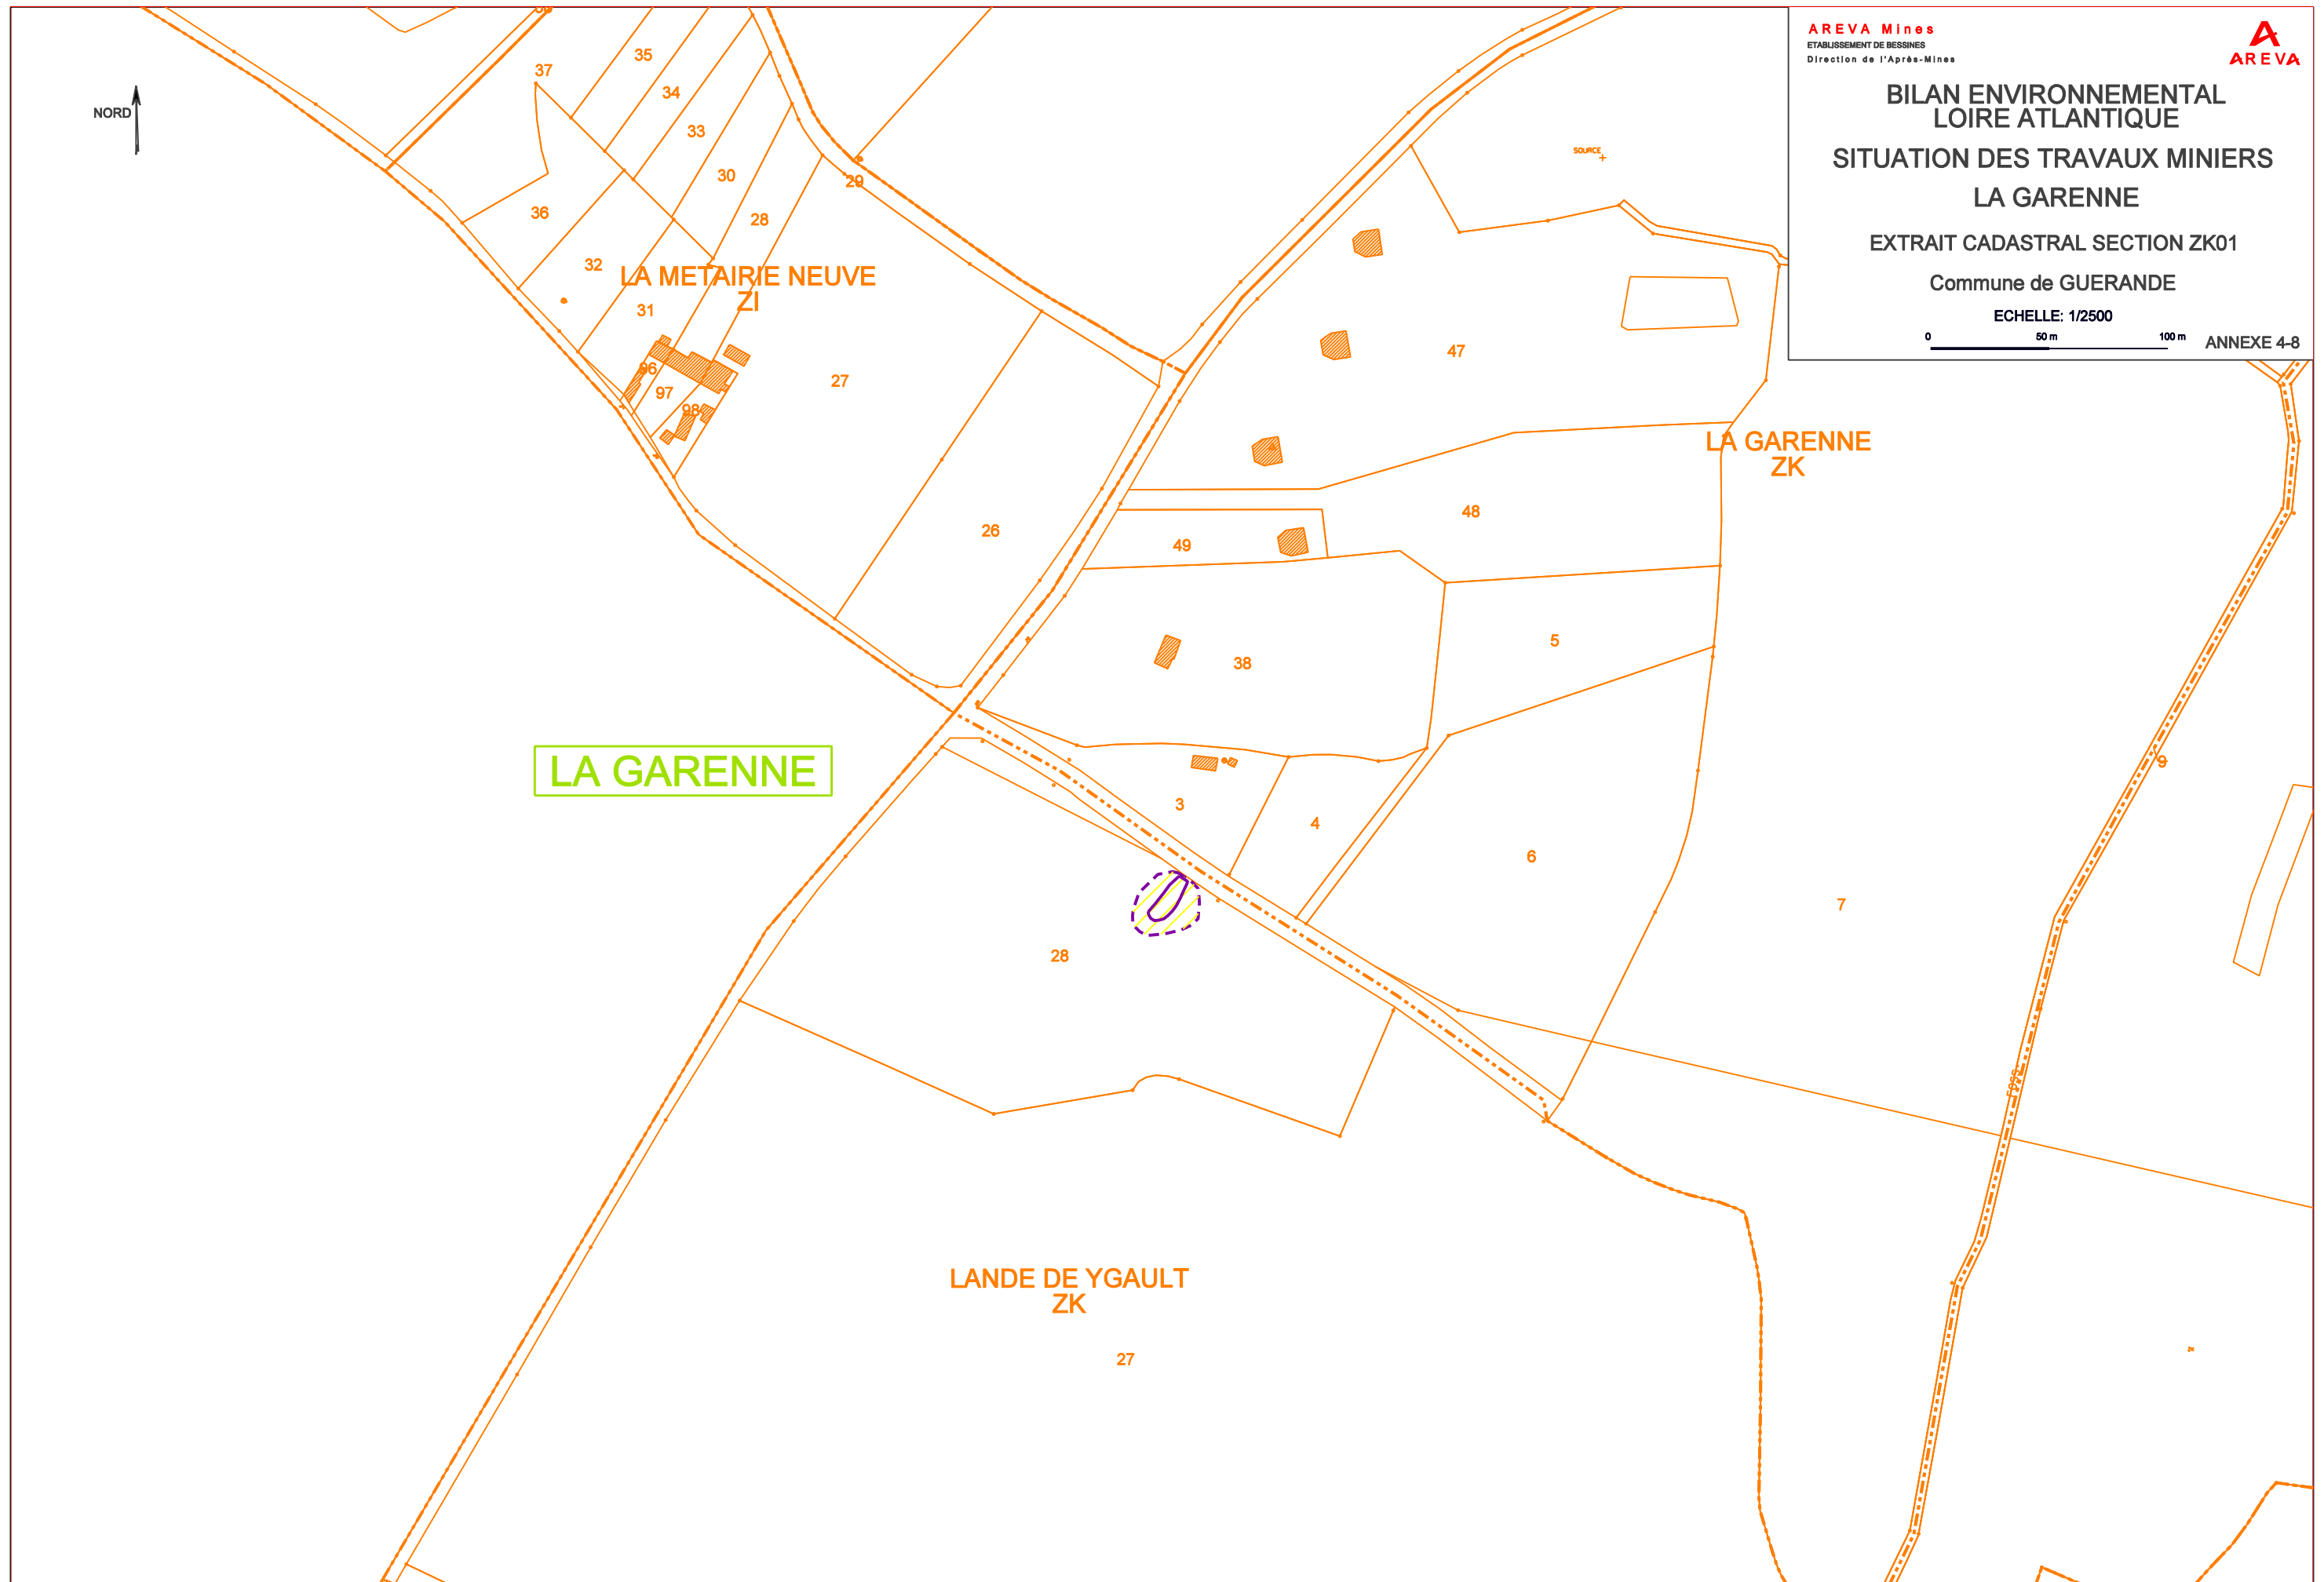 AREVA Mines
ETABLISSEMENT DE BESSINES
Direction de l'Après-Mines
AREVA
BILAN ENVIRONNEMENTAL
LOIRE ATLANTIQUE
SITUATION DES TRAVAUX MINIERS
LA GARENNE
EXTRAIT CADASTRAL SECTION ZK01
Commune de GUERANDE
ECHELLE: 1/2500
0 50 m 100 m
ANNEXE 4-8
NORD
37
35
34
33
30
28
29
36
32
31
LA METAIRIE NEUVE
ZI
96
97
98
27
26
SOURCE
47
LA GARENNE
ZK
48
49
38
5
3
4
6
7
9
LA GARENNE
28
LANDE DE YGAULT
ZK
27